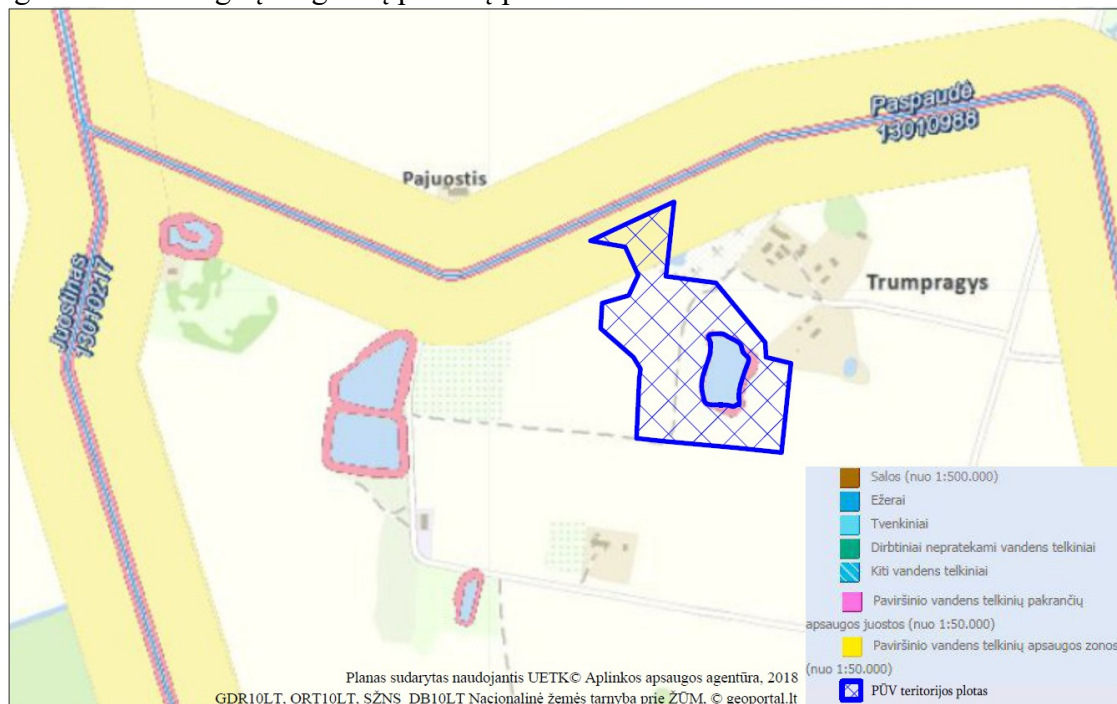 Paspaudė
13010988
Pajuostis
Juostinas
13010217
Trumpragys
Salos (nuo 1:500.000)
Ežerai
Tvenkiniai
Dirbtiniai nepratekami vandens telkiniai
Kiti vandens telkiniai
Paviršinio vandens telkinių pakrančių
apsaugos juostos (nuo 1:50.000)
Paviršinio vandens telkinių apsaugos zonos
(nuo 1:50.000)
PŪV teritorijos plotas
Planas sudarytas naudojantis UETK© Aplinkos apsaugos agentūra, 2018
GDR10LT, ORT10LT, SŽNS_DB10LT Nacionalinė žemės tarnyba prie ŽŪM, © geoportal.lt